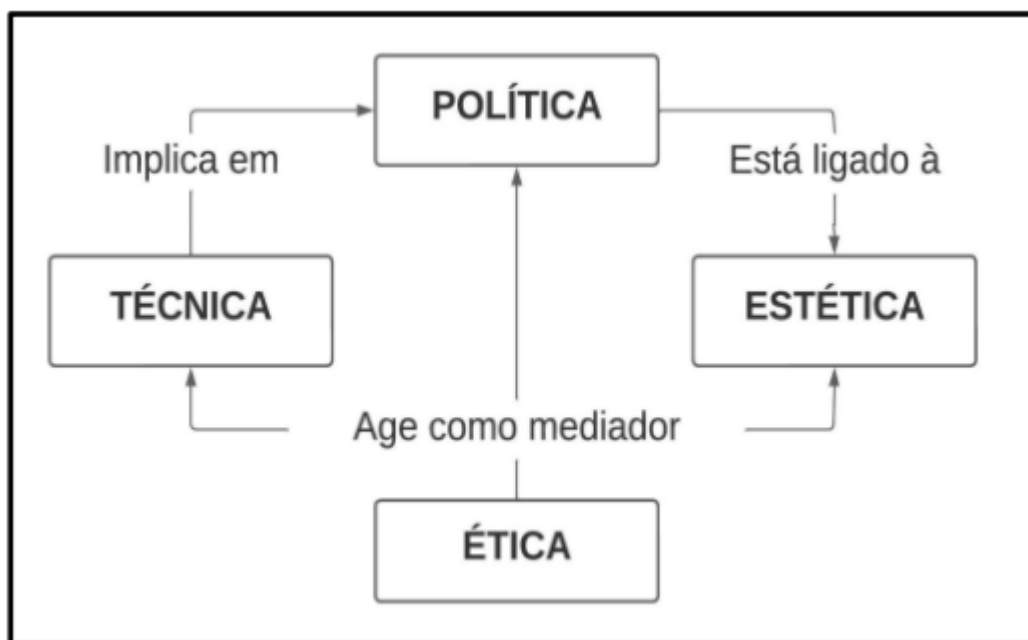 POLÍTICA
Implica em
Está ligado à
TÉCNICA
ESTÉTICA
Age como mediador
ÉTICA